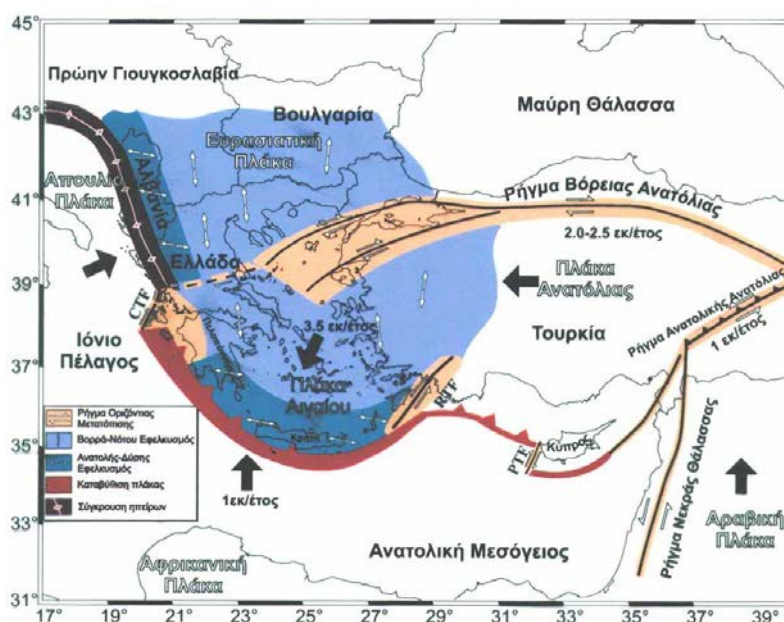 45°
43°
41°
39°
37°
35°
33°
31°
17°
19°
21°
23°
25°
27°
29°
31°
33°
35°
37°
39°
Πρώην Γιουγκοσλαβία
Βουλγαρία
Μαύρη Θάλασσα
Ευρασιατική
Πλάκα
Απουλία
Πλάκα
Αλβανία
Ρήγμα Βόρειας Ανατόλιας
2.0-2.5 εκ/έτος
Ελλάδα
Πλάκα
Ανατόλιας
CTF
3.5 εκ/έτος
Τουρκία
Ρήγμα Ανατολικής Ανατόλιας
1 εκ/έτος
Ιόνιο
Πέλαγος
"Πλάκα"
Αιγαίου
RTF
Κρήτη
PTF
Κύπρος
Ρήγμα Νεκράς Θάλασσας
1εκ/έτος
Αραβική
Πλάκα
Ανατολική Μεσόγειος
Αφρικανική
Πλάκα
Ρήγμα Οριζόντιας
Μετατόπισης
Βορρά-Νότου Εφελκυσμός
Ανατολής-Δύσης
Εφελκυσμός
Καταβύθιση πλάκας
Σύγκρουση ηπείρων